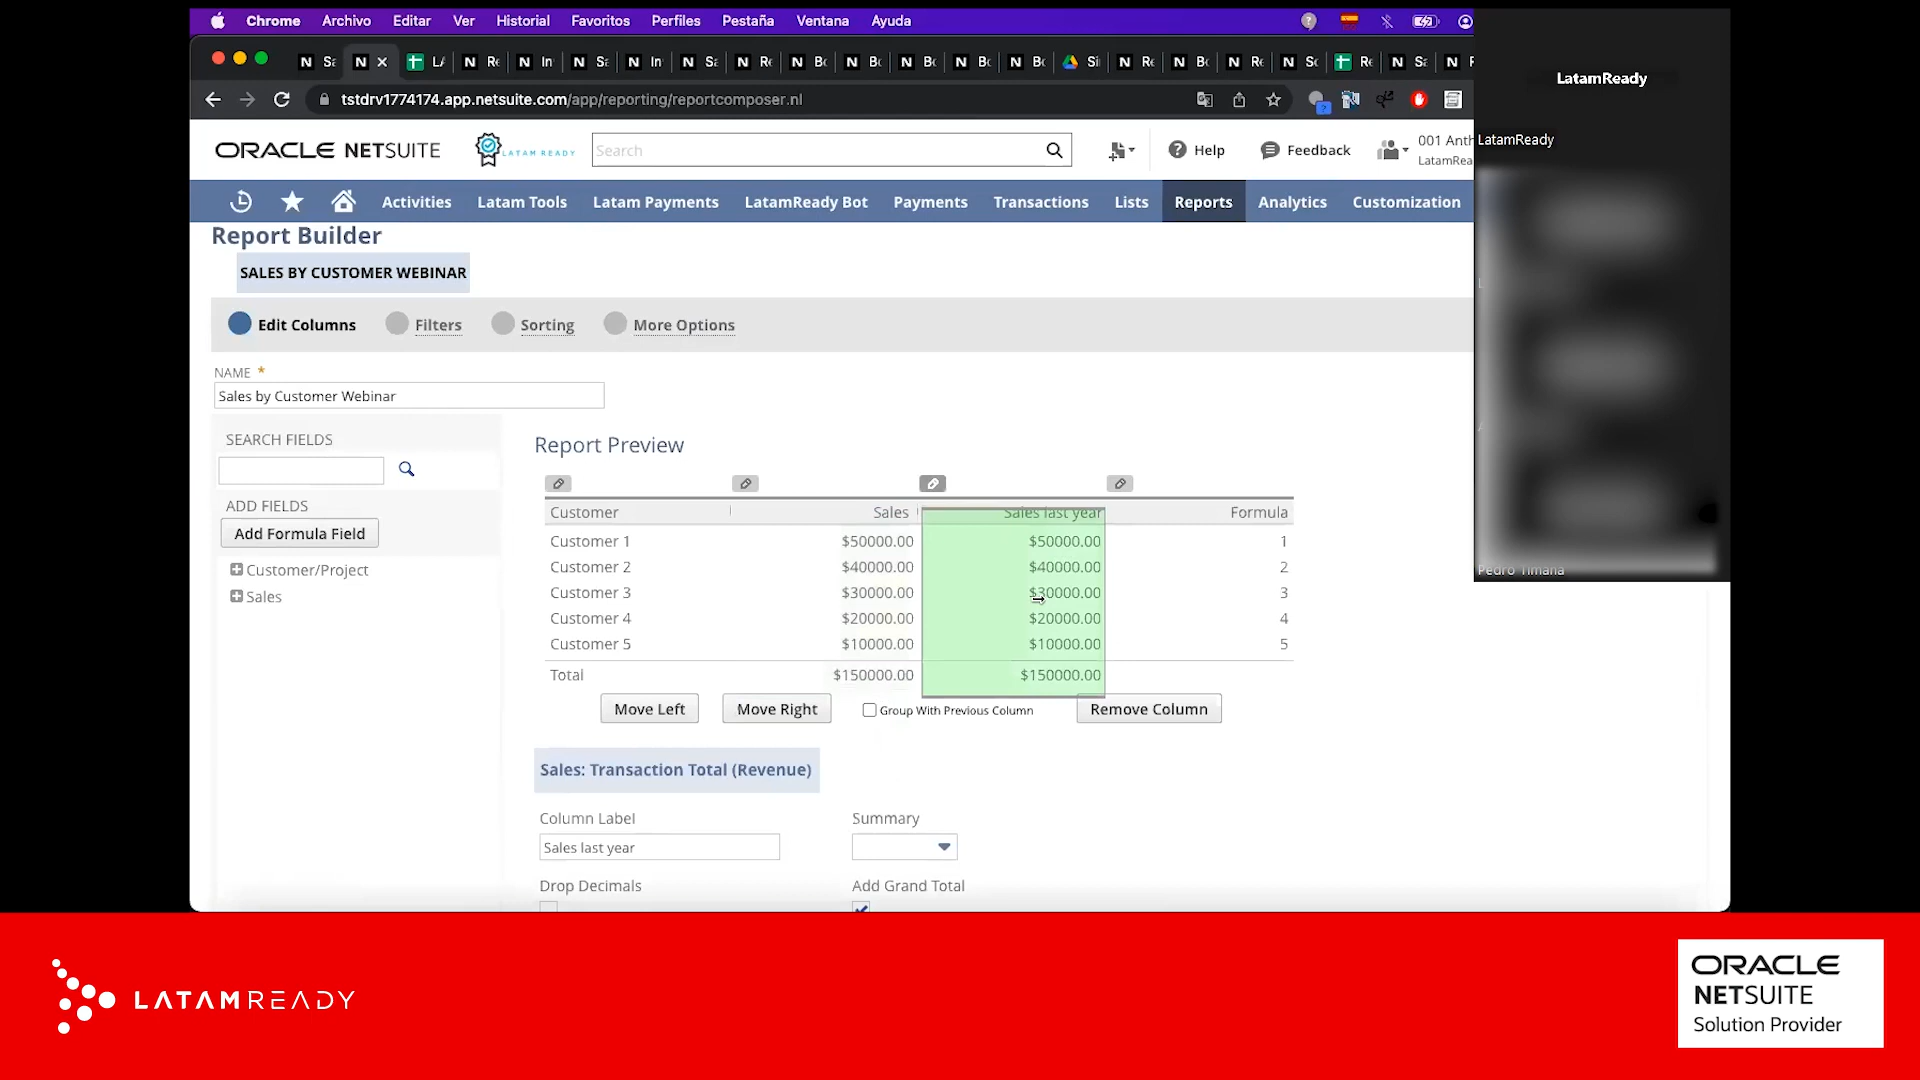 Chrome Archivo Editar Ver Historial Favoritos Perfiles Pestaña Ventana Ayuda
tstdrv1774174.app.netsuite.com/app/reporting/reportcomposer.nl
LatamReady
ORACLE NETSUITE
LATAM READY
Search
Help
Feedback
001 Anth
LatamRea
LatamReady
Activities Latam Tools Latam Payments LatamReady Bot Payments Transactions Lists Reports Analytics Customization
Report Builder
SALES BY CUSTOMER WEBINAR
Edit Columns Filters Sorting More Options
NAME *
Sales by Customer Webinar
SEARCH FIELDS
ADD FIELDS
Add Formula Field
Customer/Project
Sales
Report Preview
Customer Sales Sales last year Formula
Customer 1 $50000.00 $50000.00 1
Customer 2 $40000.00 $40000.00 2
Customer 3 $30000.00 $30000.00 3
Customer 4 $20000.00 $20000.00 4
Customer 5 $10000.00 $10000.00 5
Total $150000.00 $150000.00
Move Left Move Right Group With Previous Column Remove Column
Sales: Transaction Total (Revenue)
Column Label Summary
Sales last year
Drop Decimals Add Grand Total
Pedro Timana
LATAMREADY
ORACLE
NETSUITE
Solution Provider